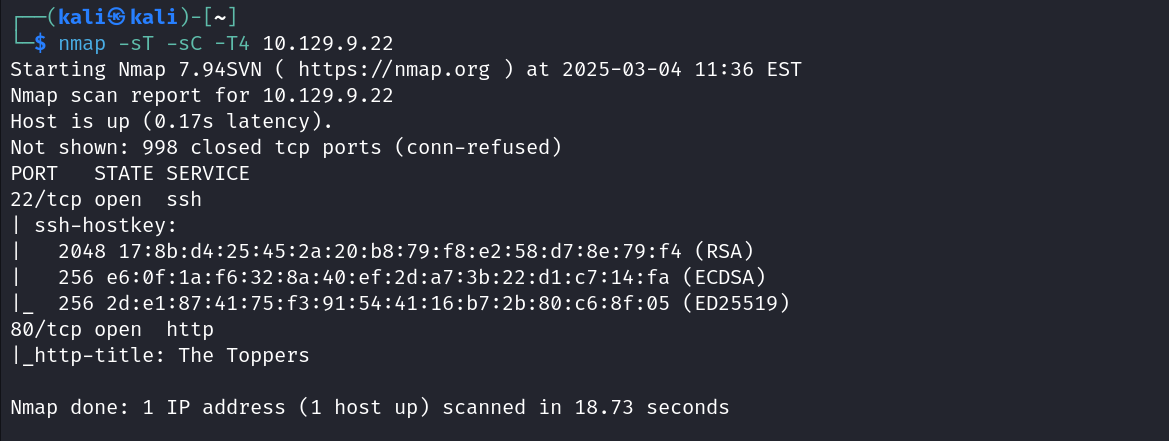 ┌──(kali㉿kali)-[~]
└─$ nmap -sT -sC -T4 10.129.9.22
Starting Nmap 7.94SVN ( https://nmap.org ) at 2025-03-04 11:36 EST
Nmap scan report for 10.129.9.22
Host is up (0.17s latency).
Not shown: 998 closed tcp ports (conn-refused)
PORT   STATE SERVICE
22/tcp open  ssh
| ssh-hostkey:
|   2048 17:8b:d4:25:45:2a:20:b8:79:f8:e2:58:d7:8e:79:f4 (RSA)
|   256 e6:0f:1a:f6:32:8a:40:ef:2d:a7:3b:22:d1:c7:14:fa (ECDSA)
|_  256 2d:e1:87:41:75:f3:91:54:41:16:b7:2b:80:c6:8f:05 (ED25519)
80/tcp open  http
|_http-title: The Toppers

Nmap done: 1 IP address (1 host up) scanned in 18.73 seconds